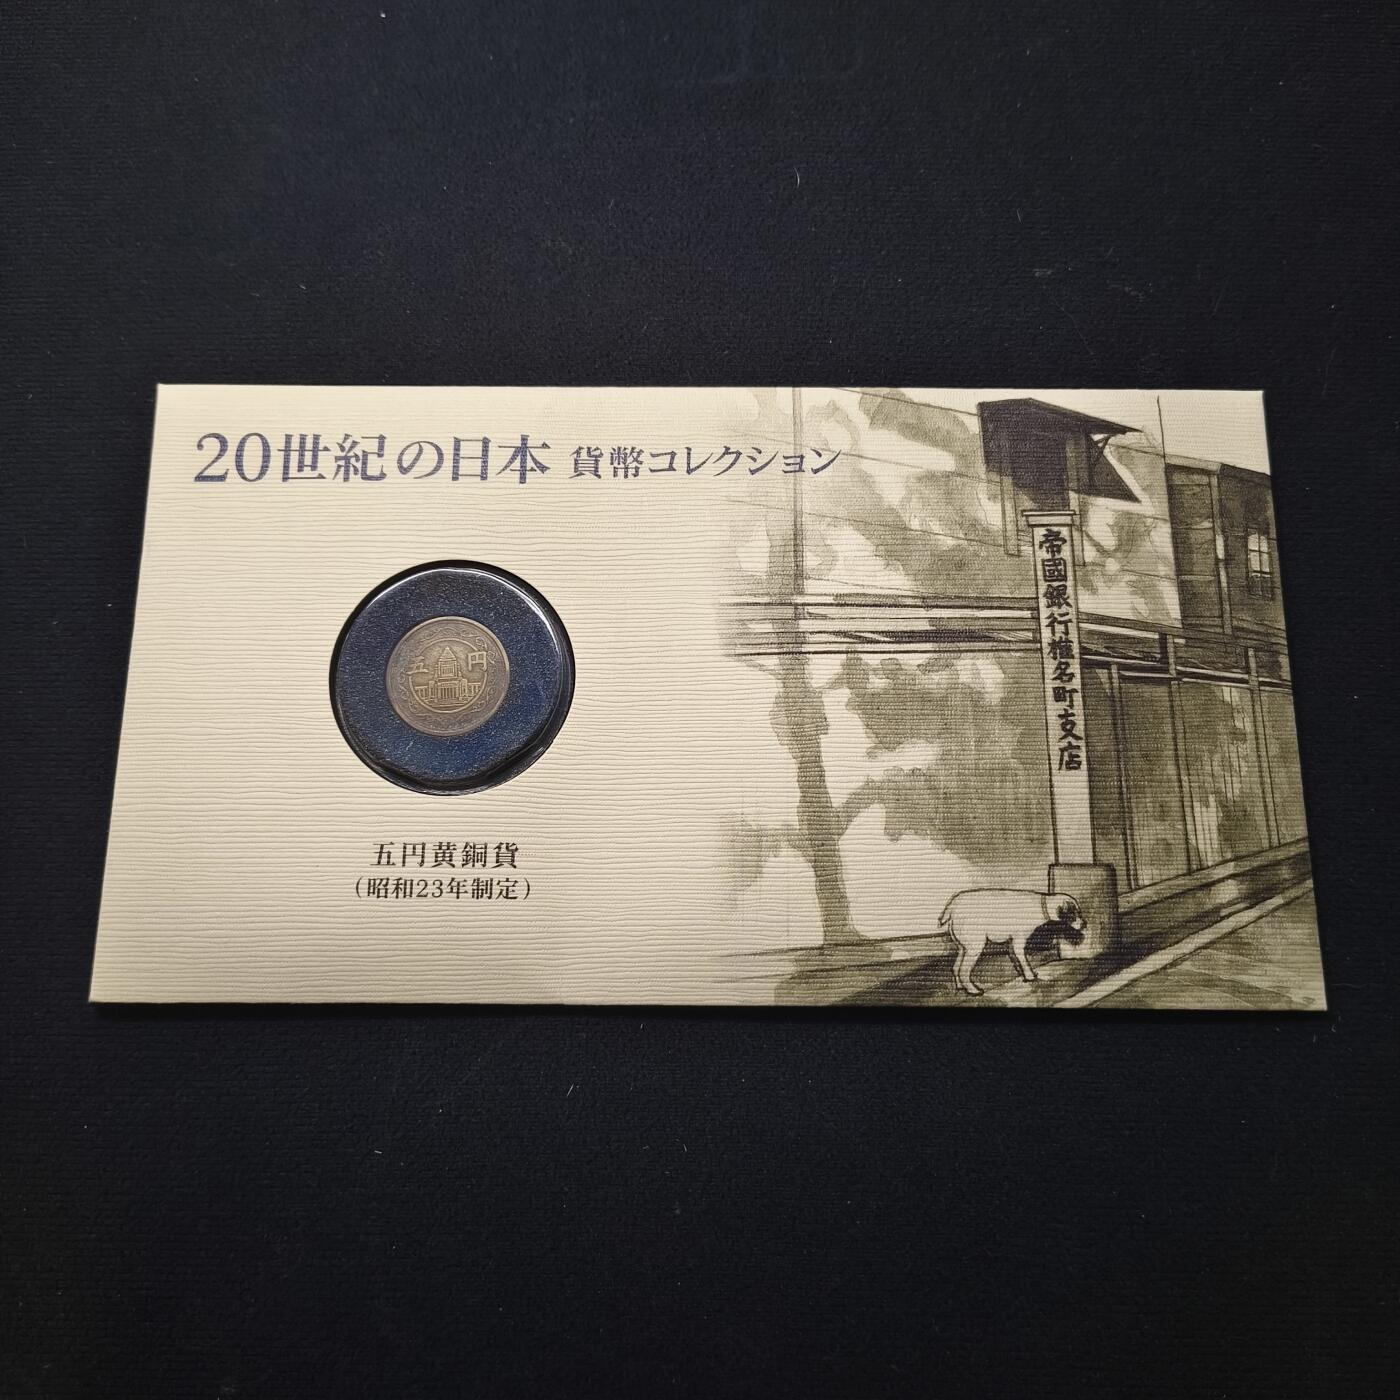 20世紀の日本 貨幣コレクション
五 円
五円黄銅貨
（昭和23年制定）
帝國銀行椎名町支店